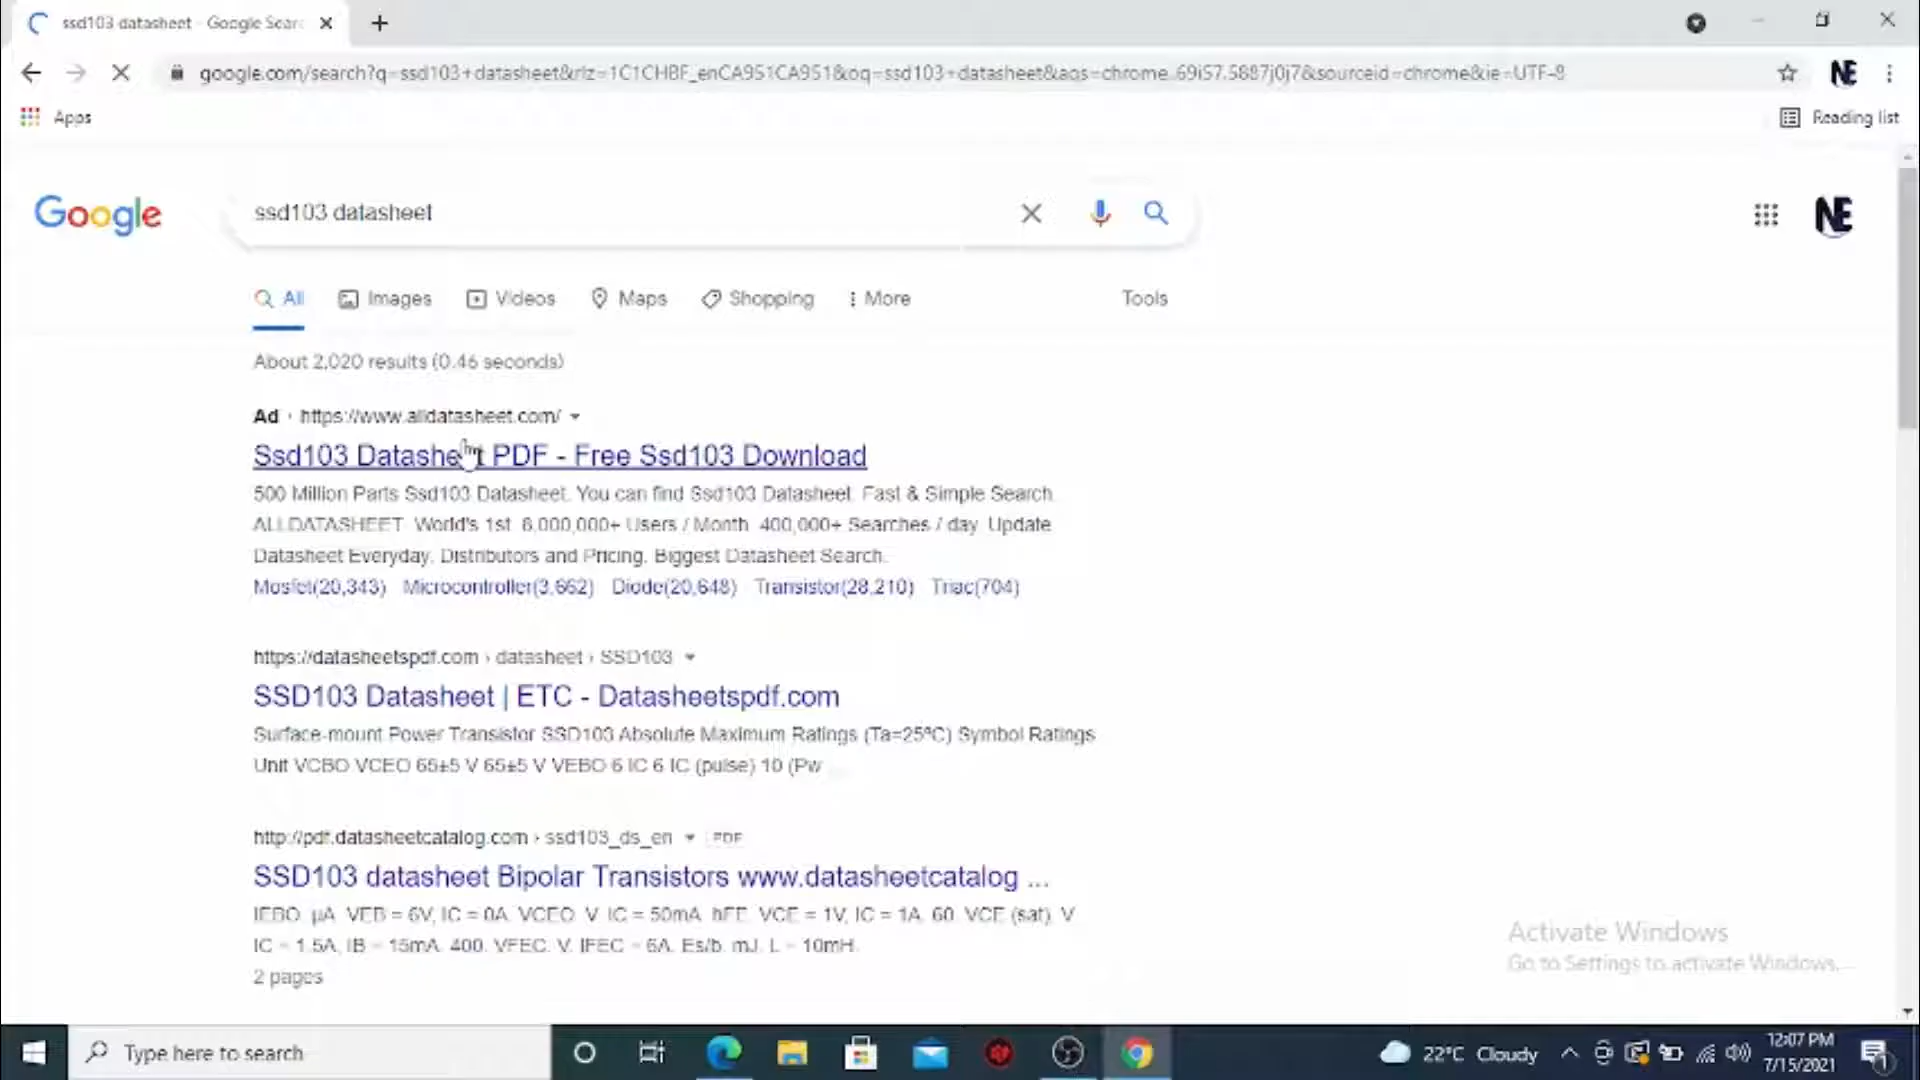 ssd103 datasheet - Google Sear
google.com/search?q=ssd103+datasheet&rlz=1C1CHBF_enCA951CA951&oq=ssd103+datasheet&aqs=chrome..69i57.5887j0j7&sourceid=chrome&ie=UTF-8
NE
Apps
Reading list
Google
ssd103 datasheet
NE
All
Images
Videos
Maps
Shopping
More
Tools
About 2,020 results (0.46 seconds)
Ad · https://www.alldatasheet.com/
Ssd103 Datasheet PDF - Free Ssd103 Download
500 Million Parts Ssd103 Datasheet. You can find Ssd103 Datasheet. Fast & Simple Search.
ALLDATASHEET. World's 1st. 6,000,000+ Users / Month. 400,000+ Searches / day. Update
Datasheet Everyday. Distributors and Pricing. Biggest Datasheet Search.
Mosfet(20,343) Microcontroller(3,662) Diode(20,648) Transistor(28,210) Triac(704)
https://datasheetspdf.com › datasheet › SSD103
SSD103 Datasheet | ETC - Datasheetspdf.com
Surface-mount Power Transistor SSD103 Absolute Maximum Ratings (Ta=25ºC) Symbol Ratings
Unit VCBO VCEO 65±5 V 65±5 V VEBO 6 IC 6 IC (pulse) 10 (Pw ...
http://pdf.datasheetcatalog.com › ssd103_ds_en PDF
SSD103 datasheet Bipolar Transistors www.datasheetcatalog ...
IEBO. µA. VEB = 6V, IC = 0A. VCEO. V. IC = 50mA. hFE. VCE = 1V, IC = 1A. 60. VCE (sat). V.
IC = 1.5A, IB = 15mA. 400. VFEC. V. IFEC = 6A. Es/b. mJ. L = 10mH.
2 pages
Activate Windows
Go to Settings to activate Windows.
Type here to search
22°C Cloudy
12:07 PM
7/15/2021
1